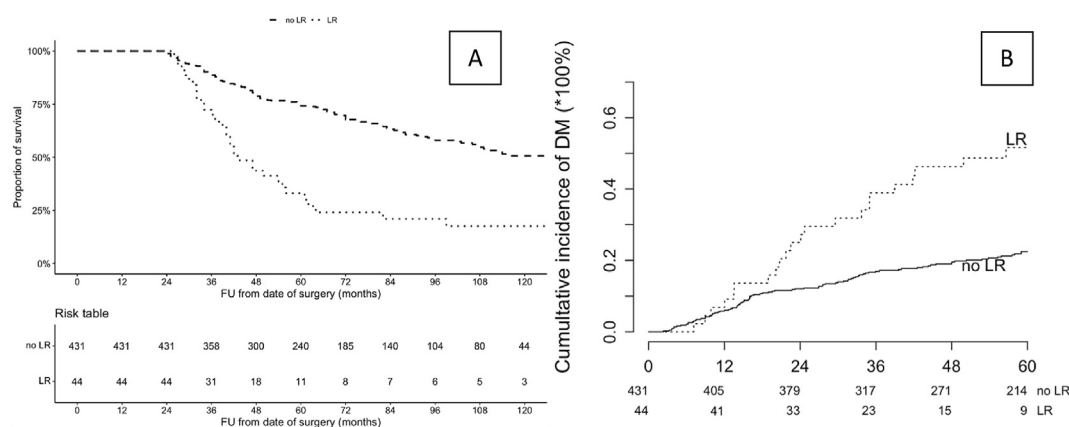 no LR LR
A
100%
75%
50%
25%
0%
Proportion of survival
0 12 24 36 48 60 72 84 96 108 120
FU from date of surgery (months)
Risk table
no LR 431 431 431 358 300 240 185 140 104 80 44
LR 44 44 44 31 18 11 8 7 6 5 3
0 12 24 36 48 60 72 84 96 108 120
FU from date of surgery (months)
B
Cumultative incidence of DM (*100%)
0.6
0.4
0.2
0.0
LR
no LR
0 12 24 36 48 60
431 405 379 317 271 214 no LR
44 41 33 23 15 9 LR